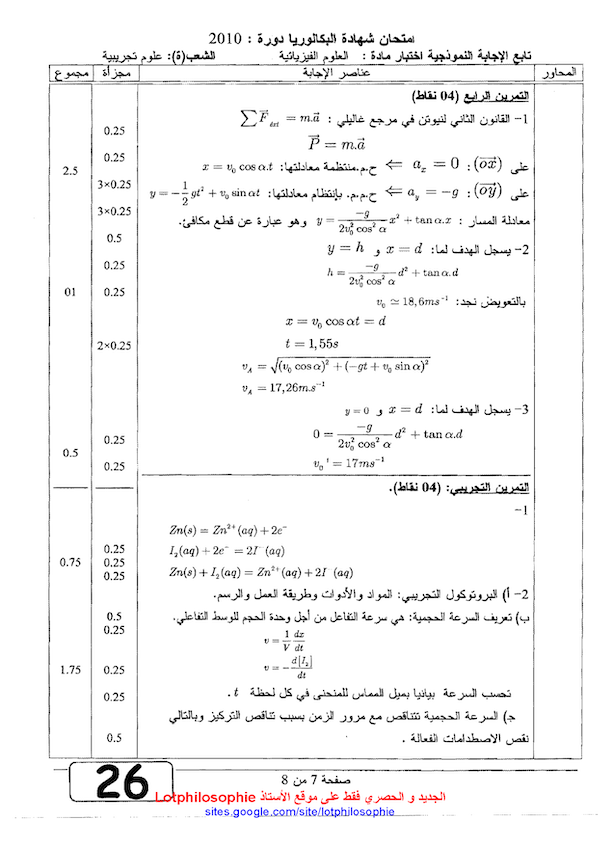 امتحان شهادة البكالوريا دورة : 2010
تابع الإجابة النموذجية اختبار مادة : العلوم الفيزيائية الشعب(ة): علوم تجريبية
المحاور عناصر الإجابة مجزأة مجموع
التمرين الرابع (04 نقاط)
1- القانون الثاني لنيوتن في مرجع غاليلي : $\sum \vec{F}_{ext} = m.\vec{a}$ 0.25
$\vec{P} = m.\vec{a}$ 0.25
على $(\overrightarrow{ox})$ : $a_x = 0$ ⇐ ح.م.منتظمة معادلتها: $x = v_0 \cos\alpha.t$ 3×0.25 2.5
على $(\overrightarrow{oy})$ : $a_y = -g$ ⇐ ح.م.م. بإنتظام معادلتها: $y = -\frac{1}{2}gt^2 + v_0 \sin\alpha t$ 3×0.25
معادلة المسار : $y = \frac{-g}{2v_0^2 \cos^2\alpha}x^2 + \tan\alpha.x$ وهو عبارة عن قطع مكافئ. 0.5
2- يسجل الهدف لما: $x = d$ و $y = h$
$h = \frac{-g}{2v_0^2 \cos^2\alpha}d^2 + \tan\alpha.d$ 0.25
بالتعويض نجد: $v_0 \simeq 18,6ms^{-1}$ 0.25 01
$x = v_0 \cos\alpha t = d$
$t = 1,55s$ 2×0.25
$v_A = \sqrt{(v_0 \cos\alpha)^2 + (-gt + v_0 \sin\alpha)^2}$
$v_A = 17,26m.s^{-1}$
3- يسجل الهدف لما: $x = d$ و $y = 0$
$0 = \frac{-g}{2v_0^2 \cos^2\alpha}d^2 + \tan\alpha.d$ 0.25 0.5
$v_0' = 17ms^{-1}$ 0.25
التمرين التجريبي: (04 نقاط).
1-
$Zn(s) = Zn^{2+}(aq) + 2e^-$
$I_2(aq) + 2e^- = 2I^-(aq)$ 0.25
$Zn(s) + I_2(aq) = Zn^{2+}(aq) + 2I^-(aq)$ 0.25 0.75
0.25
2- أ) البروتوكول التجريبي: المواد والأدوات وطريقة العمل والرسم.
ب) تعريف السرعة الحجمية: هي سرعة التفاعل من أجل وحدة الحجم للوسط التفاعلي. 0.5
$v = \frac{1}{V}\frac{dx}{dt}$ 0.25
$v = -\frac{d[I_2]}{dt}$ 0.25 1.75
تحسب السرعة بيانيا بميل المماس للمنحنى في كل لحظة t . 0.25
جـ) السرعة الحجمية تتناقص مع مرور الزمن بسبب تناقص التركيز وبالتالي
نقص الاصطدامات الفعالة . 0.5
26
صفحة 7 من 8
الجديد و الحصري فقط على موقع الأستاذ Lotphilosophie
sites.google.com/site/lotphilosophie